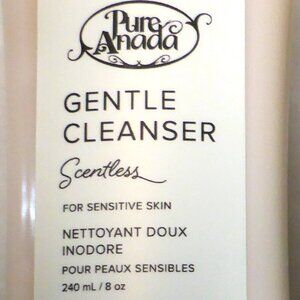 Pure
Anada
GENTLE
CLEANSER
Scentless
FOR SENSITIVE SKIN
NETTOYANT DOUX
INODORE
POUR PEAUX SENSIBLES
240 mL / 8 oz